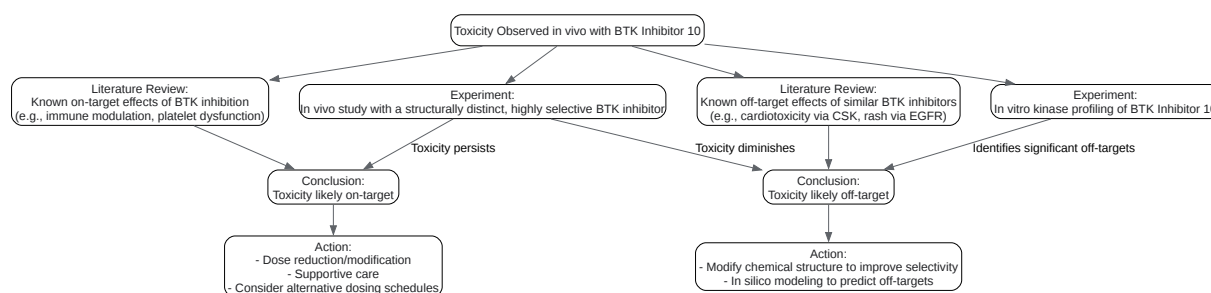 Toxicity Observed in vivo with BTK Inhibitor 10
Literature Review:
Known on-target effects of BTK inhibition
(e.g., immune modulation, platelet dysfunction)
Experiment:
In vivo study with a structurally distinct, highly selective BTK inhibitor
Literature Review:
Known off-target effects of similar BTK inhibitors
(e.g., cardiotoxicity via CSK, rash via EGFR)
Experiment:
In vitro kinase profiling of BTK Inhibitor 10
Toxicity persists
Toxicity diminishes
Identifies significant off-targets
Conclusion:
Toxicity likely on-target
Conclusion:
Toxicity likely off-target
Action:
- Dose reduction/modification
- Supportive care
- Consider alternative dosing schedules
Action:
- Modify chemical structure to improve selectivity
- In silico modeling to predict off-targets